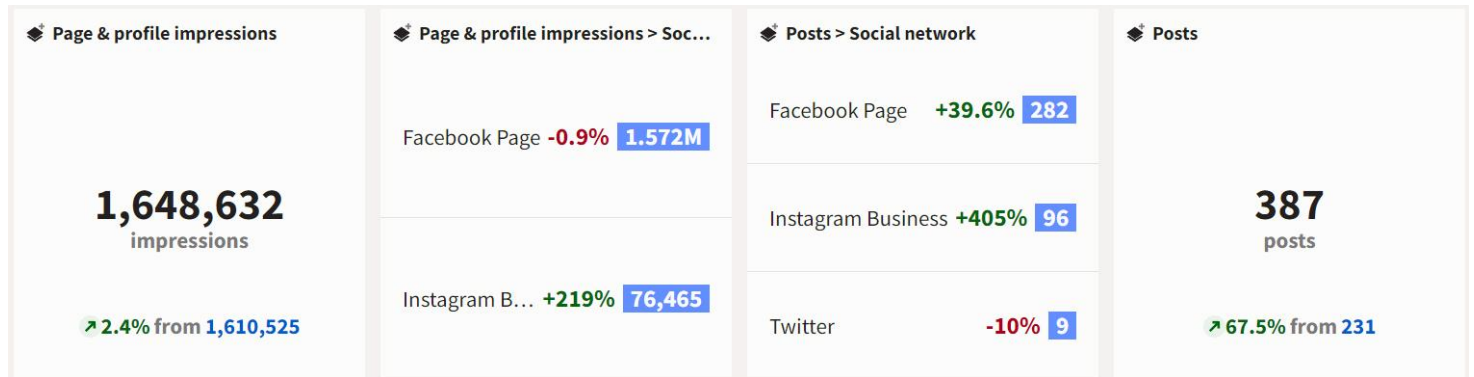 Page & profile impressions
1,648,632
impressions
2.4% from 1,610,525
Page & profile impressions > Soc...
Facebook Page -0.9% 1.572M
Instagram B... +219% 76,465
Posts > Social network
Facebook Page +39.6% 282
Instagram Business +405% 96
Twitter -10% 9
Posts
387
posts
67.5% from 231